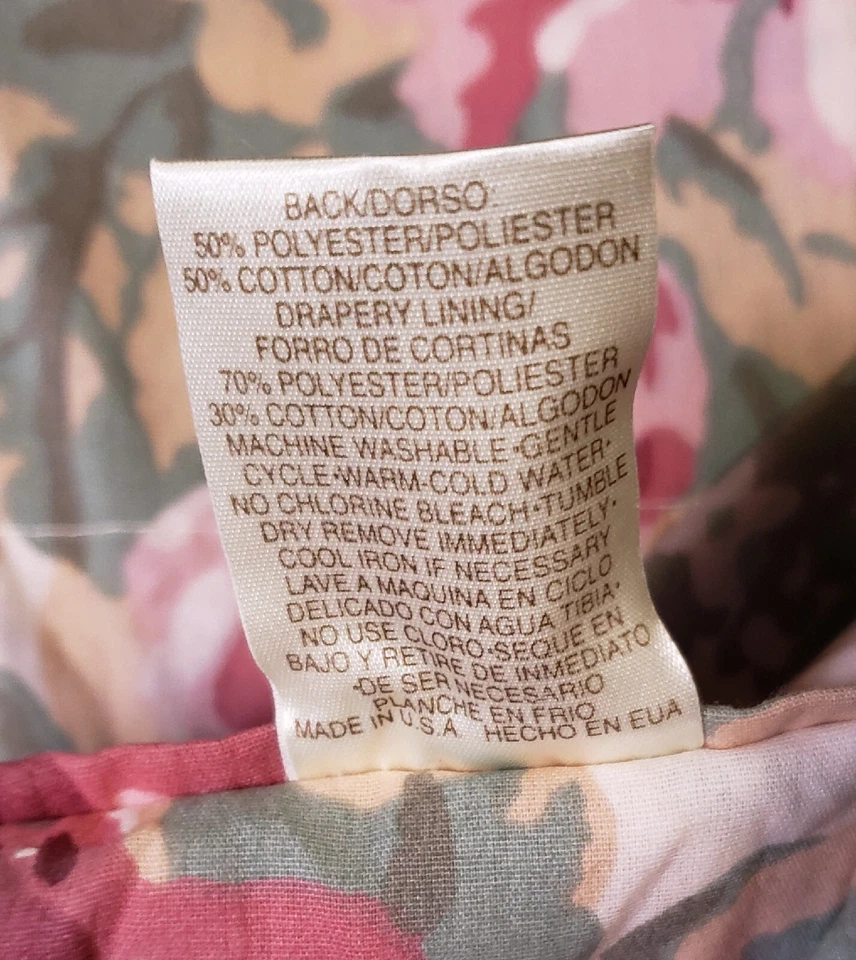 BACK/DORSO:
50% POLYESTER/POLIESTER
50% COTTON/COTON/ALGODON
DRAPERY LINING/
FORRO DE CORTINAS
70% POLYESTER/POLIESTER
30% COTTON/COTON/ALGODON
MACHINE WASHABLE•GENTLE
CYCLE•WARM-COLD WATER•
NO CHLORINE BLEACH•TUMBLE
DRY REMOVE IMMEDIATELY•
COOL IRON IF NECESSARY
LAVE A MAQUINA EN CICLO
DELICADO CON AGUA TIBIA•
NO USE CLORO•SEQUE EN
BAJO Y RETIRE DE INMEDIATO
•DE SER NECESARIO
PLANCHE EN FRIO
MADE IN U.S.A. HECHO EN EUA